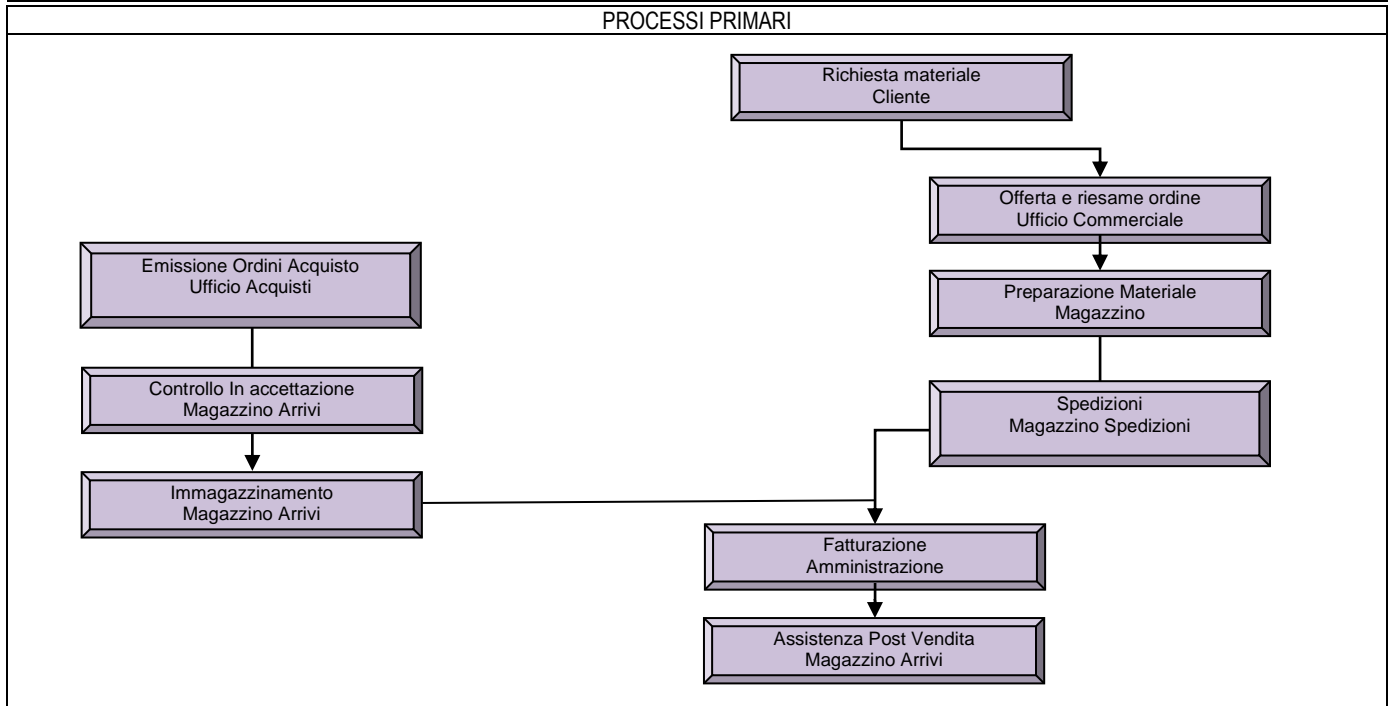 PROCESSI PRIMARI
Richiesta materiale
Cliente
Offerta e riesame ordine
Ufficio Commerciale
Emissione Ordini Acquisto
Ufficio Acquisti
Preparazione Materiale
Magazzino
Controllo In accettazione
Magazzino Arrivi
Spedizioni
Magazzino Spedizioni
Immagazzinamento
Magazzino Arrivi
Fatturazione
Amministrazione
Assistenza Post Vendita
Magazzino Arrivi